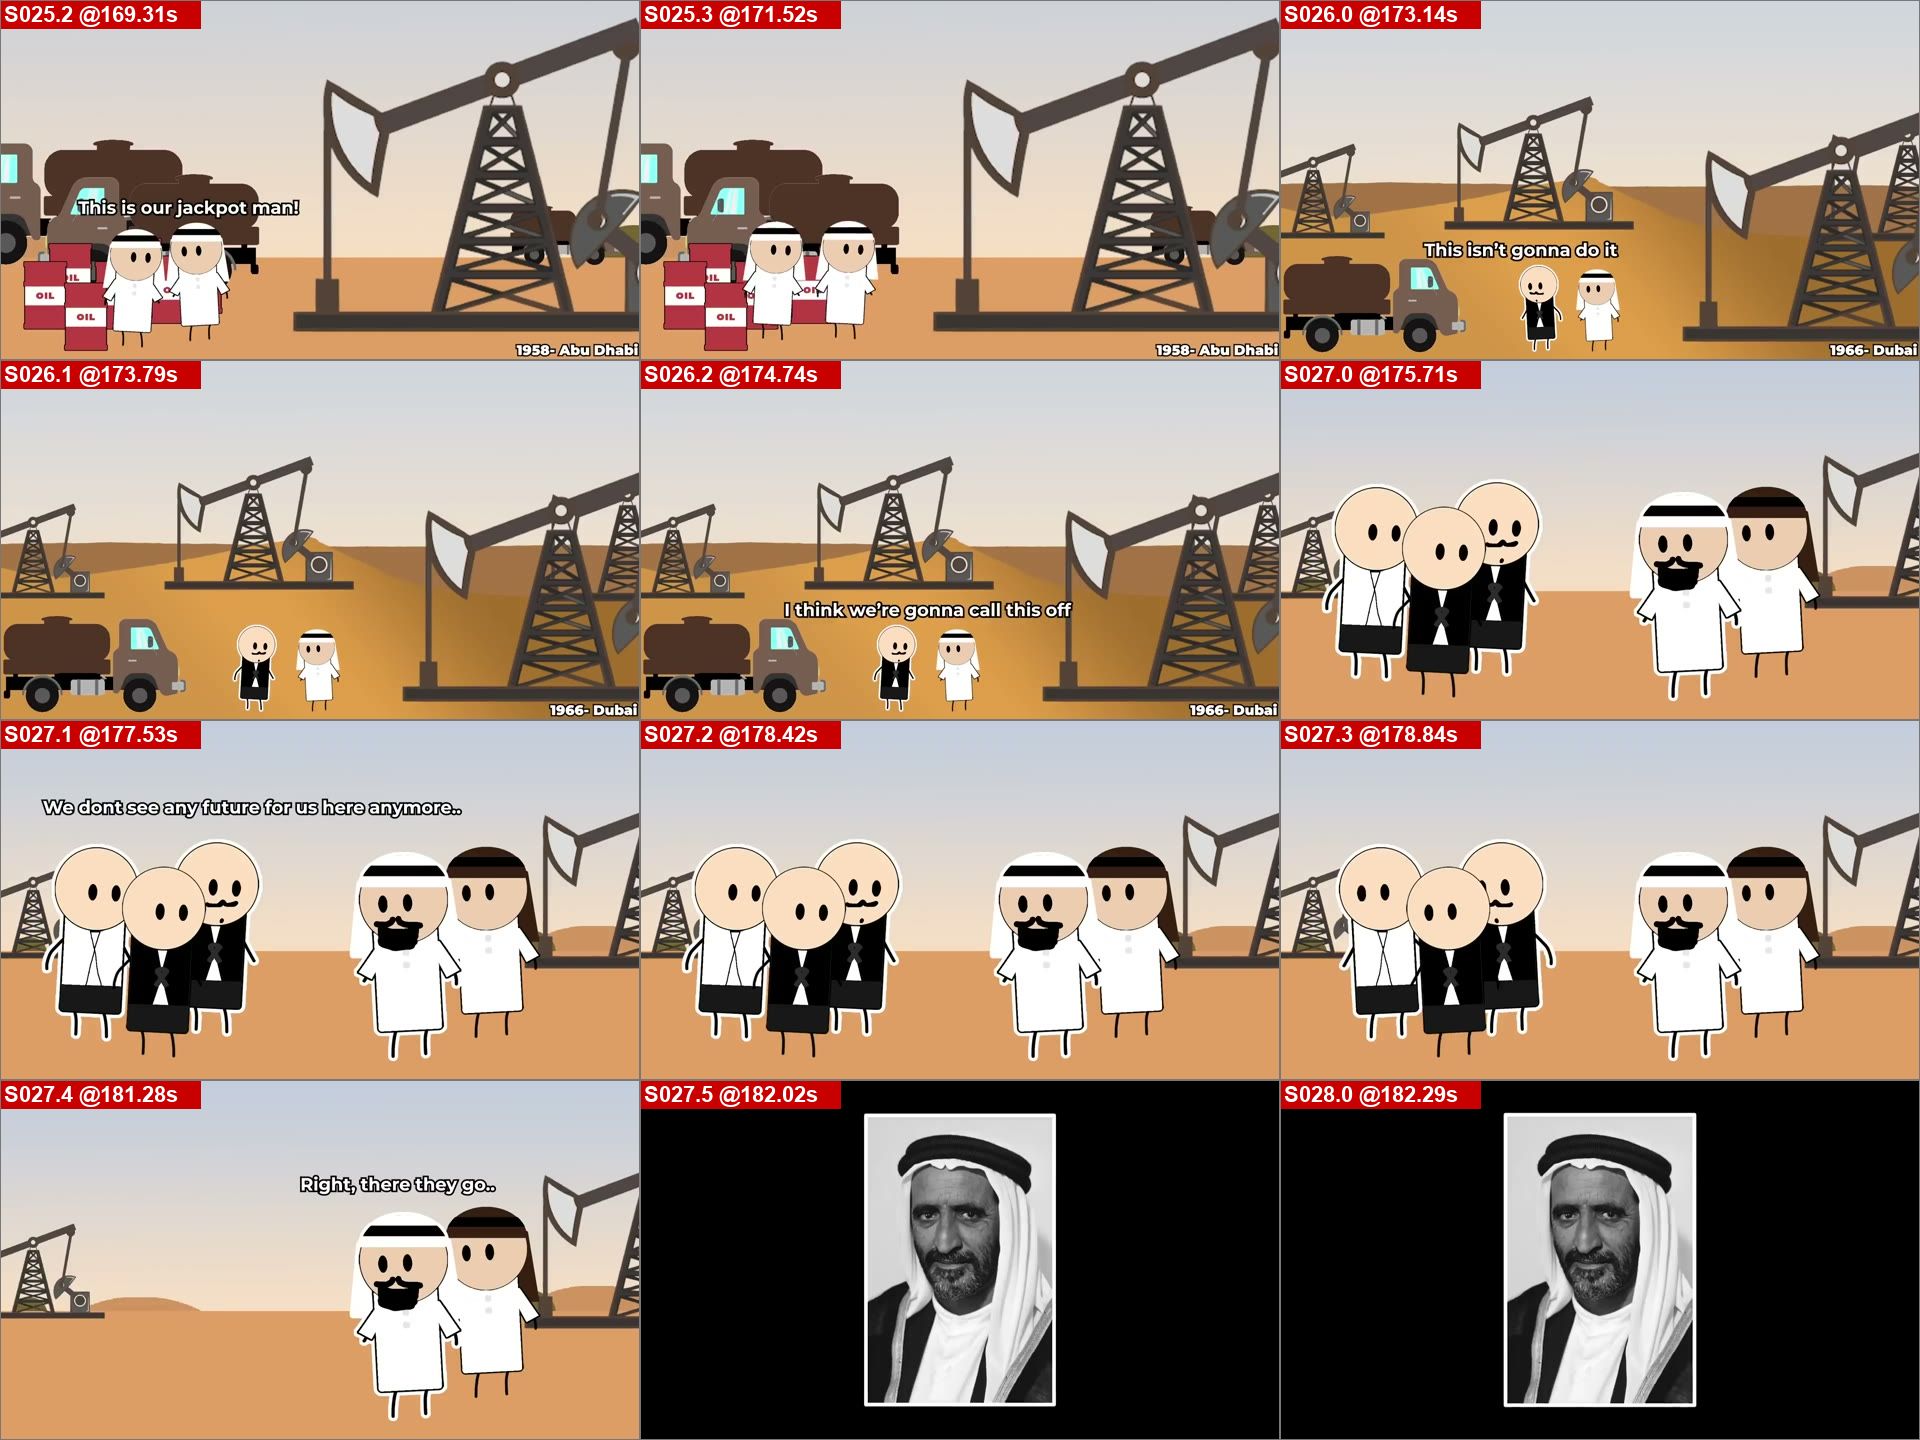 S025.2 @169.31s
S025.3 @171.52s
S026.0 @173.14s
This is our jackpot man!
OIL
OIL
OIL
1958- Abu Dhabi
OIL
OIL
OIL
OIL
1958- Abu Dhabi
This isn't gonna do it
1966- Dubai
S026.1 @173.79s
S026.2 @174.74s
S027.0 @175.71s
1966- Dubai
I think we're gonna call this off
1966- Dubai
S027.1 @177.53s
S027.2 @178.42s
S027.3 @178.84s
We dont see any future for us here anymore..
S027.4 @181.28s
S027.5 @182.02s
S028.0 @182.29s
Right, there they go..